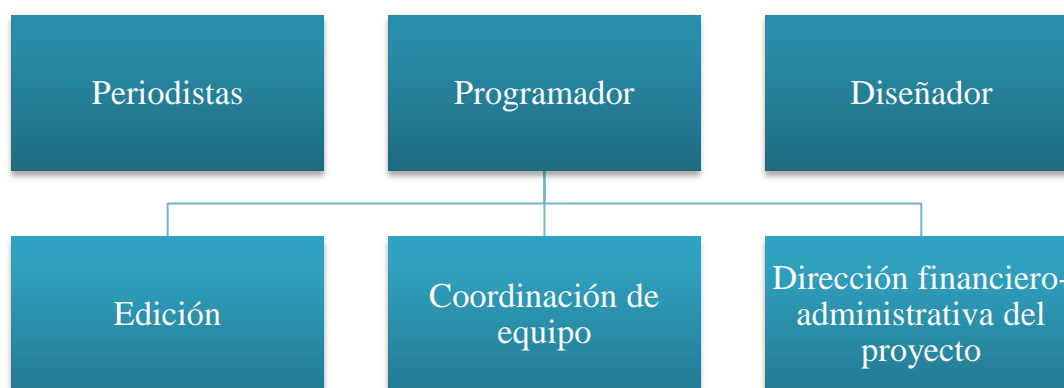 Periodistas
Programador
Diseñador
Edición
Coordinación de
equipo
Dirección financiero-
administrativa del
proyecto